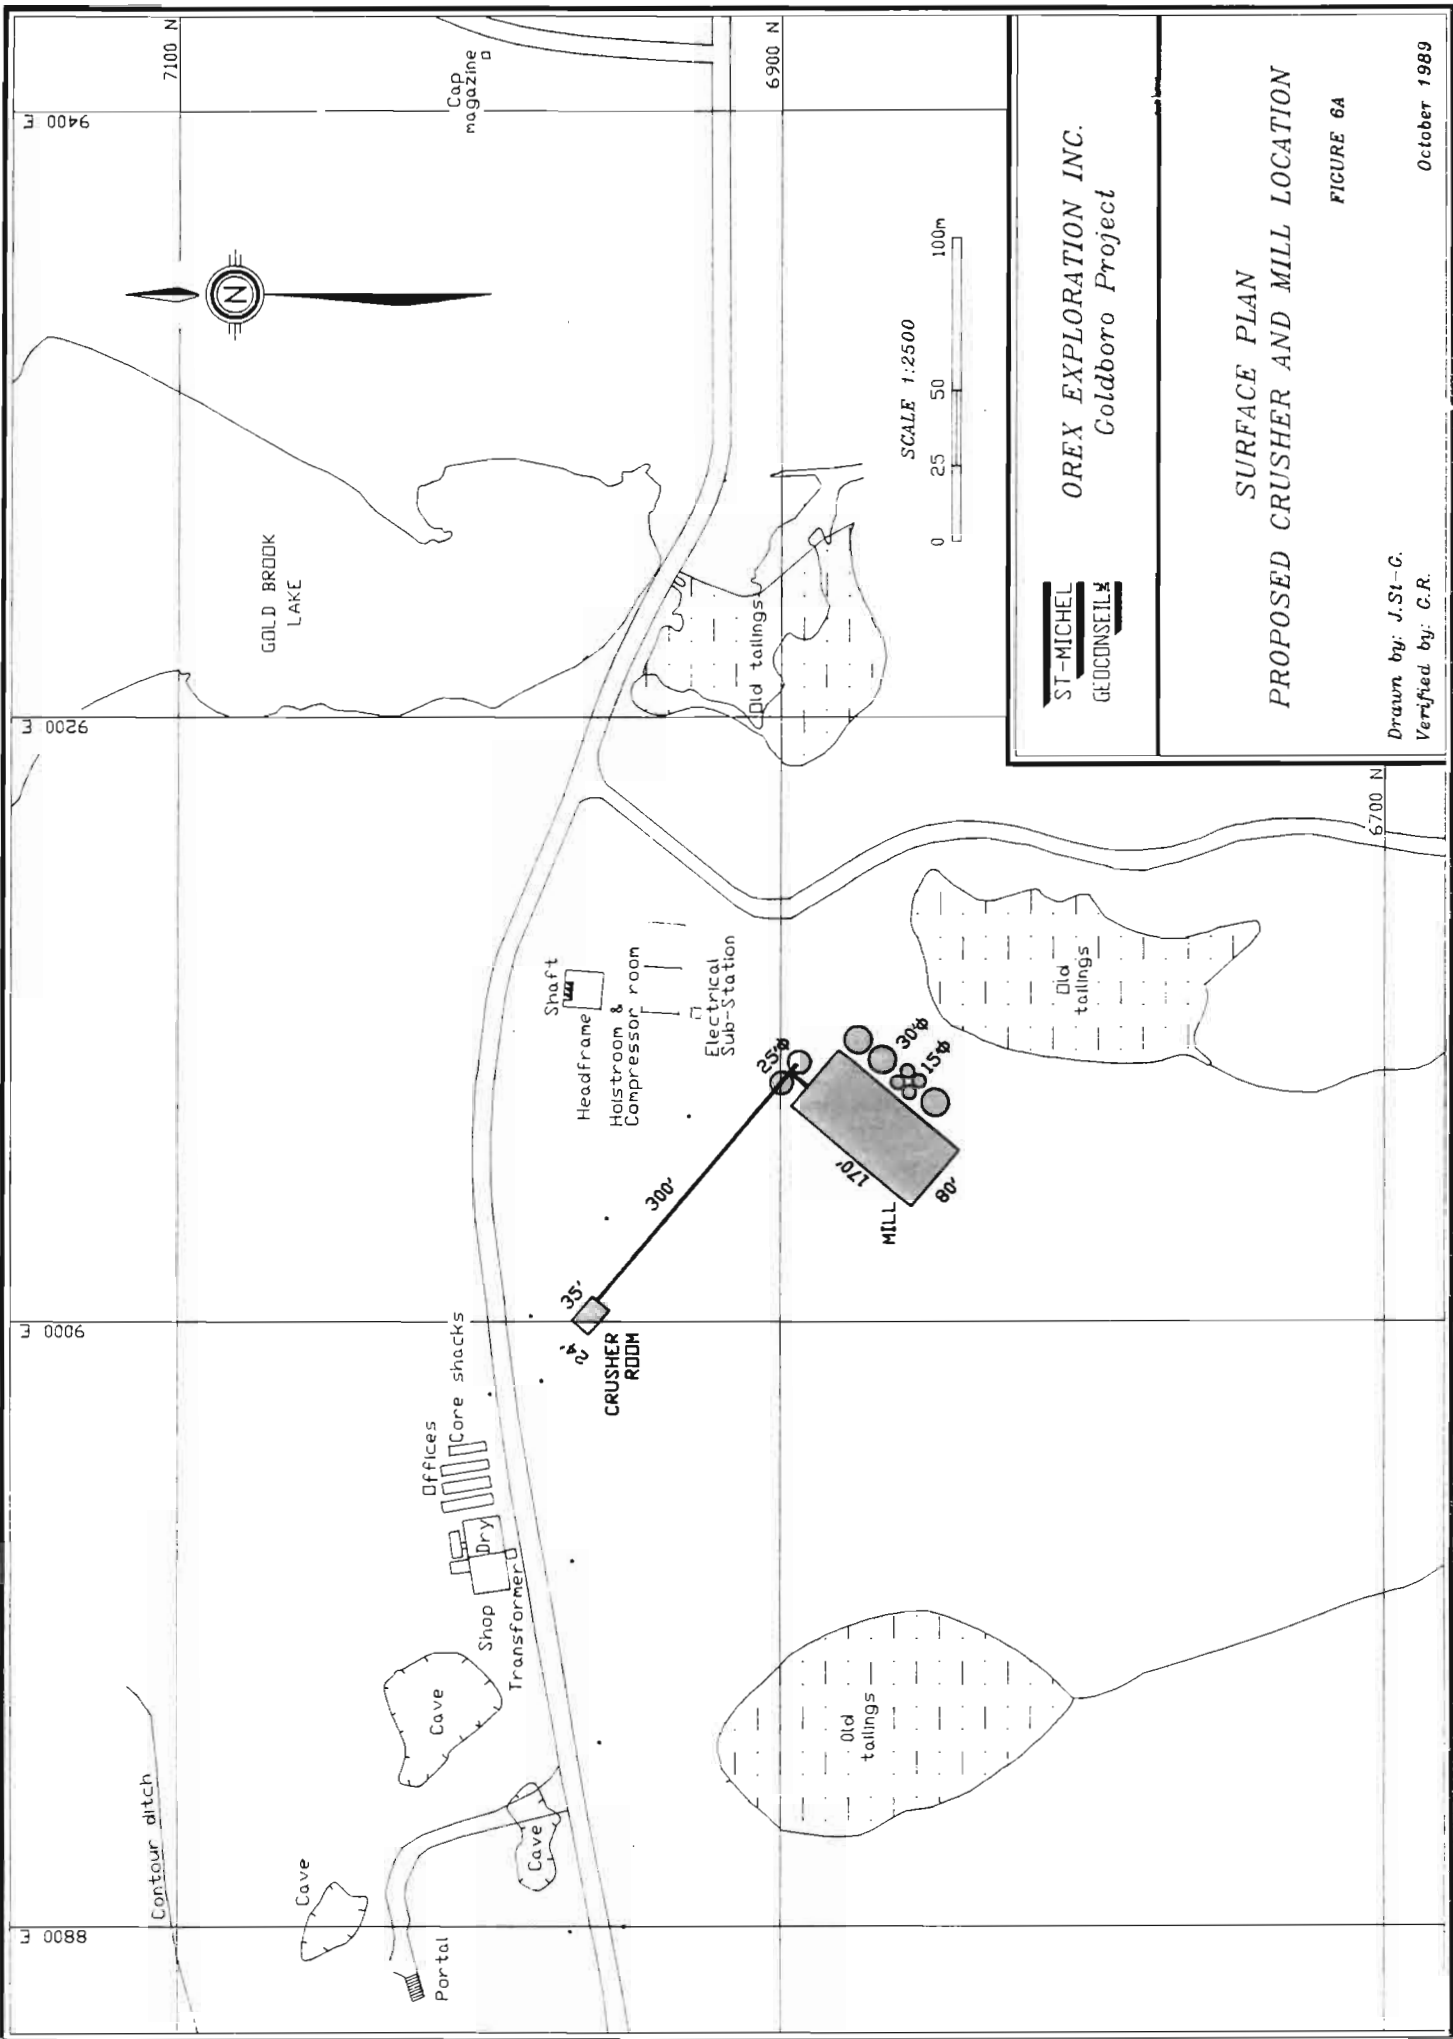 8800 E
9000 E
9200 E
9400 E
7100 N
6900 N
6700 N
Contour ditch
Cave
Cave
Cave
Portal
Shop
Dry
Transformer
Offices
Core shacks
GOLD BROOK
LAKE
N
Cap
magazine
Shaft
Headframe
Hoistroom &
Compressor room
Electrical
Sub-Station
CRUSHER
ROOM
24'
35'
300'
25'Φ
30'Φ
15'Φ
170'
80'
MILL
Old
tailings
Old
tailings
Old tailings
SCALE 1:2500
0 25 50 100m
ST-MICHEL
GEOCONSEIL
OREX EXPLORATION INC.
Goldboro Project
SURFACE PLAN
PROPOSED CRUSHER AND MILL LOCATION
FIGURE 6A
Drawn by: J.St-G.
Verified by: G.R.
October 1989